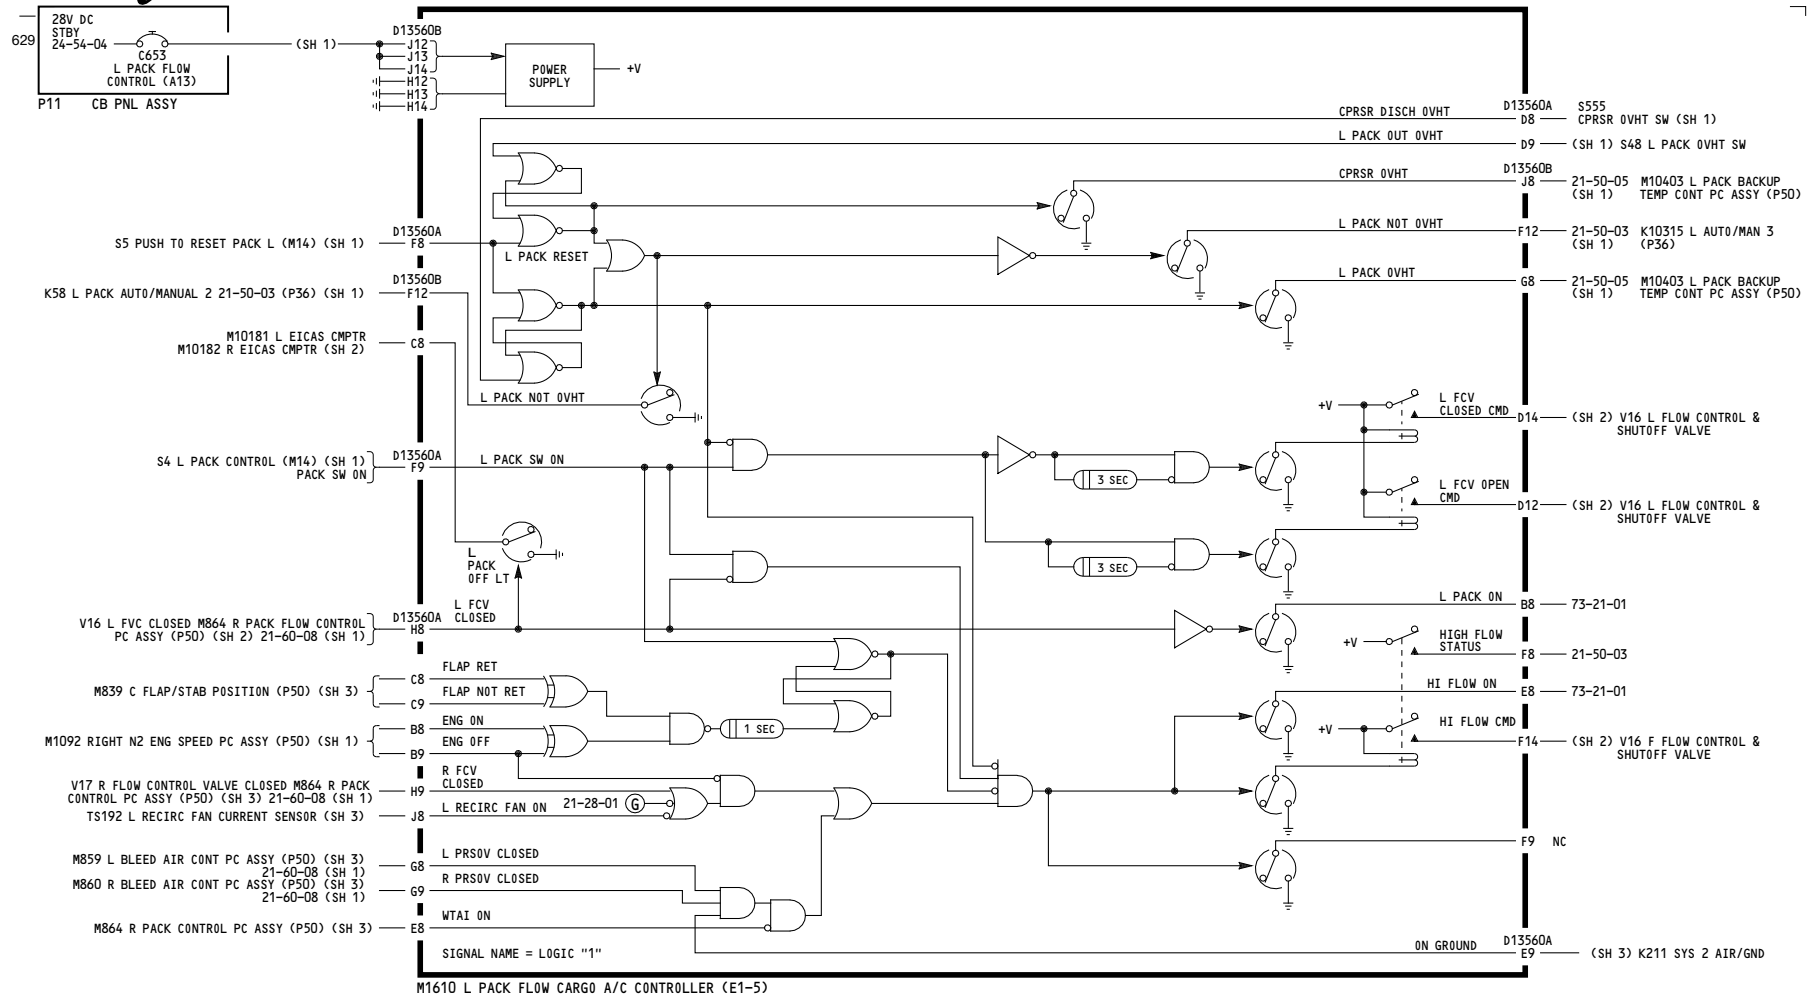 28V DC
STBY
24-54-04
629
C653
L PACK FLOW
CONTROL (A13)
P11 CB PNL ASSY
(SH 1)
D13560B
J12
J13
J14
H12
H13
H14
POWER
SUPPLY
+V
CPRSR DISCH OVHT
D13560A
D8
S555
CPRSR OVHT SW (SH 1)
L PACK OUT OVHT
D9
(SH 1) S48 L PACK OVHT SW
CPRSR OVHT
D13560B
J8
21-50-05 M10403 L PACK BACKUP
(SH 1) TEMP CONT PC ASSY (P50)
L PACK NOT OVHT
F12
21-50-03 K10315 L AUTO/MAN 3
(SH 1) (P36)
L PACK OVHT
G8
21-50-05 M10403 L PACK BACKUP
(SH 1) TEMP CONT PC ASSY (P50)
S5 PUSH TO RESET PACK L (M14) (SH 1)
D13560A
F8
L PACK RESET
K58 L PACK AUTO/MANUAL 2 21-50-03 (P36) (SH 1)
D13560B
F12
M10181 L EICAS CMPTR
M10182 R EICAS CMPTR (SH 2)
C8
L PACK NOT OVHT
S4 L PACK CONTROL (M14) (SH 1)
PACK SW ON
D13560A
F9
L PACK SW ON
3 SEC
3 SEC
+V
L FCV
CLOSED CMD
D14
(SH 2) V16 L FLOW CONTROL &
SHUTOFF VALVE
+
L FCV OPEN
CMD
D12
(SH 2) V16 L FLOW CONTROL &
SHUTOFF VALVE
+
L
PACK
OFF LT
V16 L FVC CLOSED M864 R PACK FLOW CONTROL
PC ASSY (P50) (SH 2) 21-60-08 (SH 1)
D13560A
H8
L FCV
CLOSED
L PACK ON
B8
73-21-01
+V
HIGH FLOW
STATUS
F8
21-50-03
M839 C FLAP/STAB POSITION (P50) (SH 3)
C8
C9
FLAP RET
FLAP NOT RET
HI FLOW ON
E8
73-21-01
M1092 RIGHT N2 ENG SPEED PC ASSY (P50) (SH 1)
B8
B9
ENG ON
ENG OFF
1 SEC
+V
HI FLOW CMD
F14
(SH 2) V16 F FLOW CONTROL &
SHUTOFF VALVE
+
V17 R FLOW CONTROL VALVE CLOSED M864 R PACK
CONTROL PC ASSY (P50) (SH 3) 21-60-08 (SH 1)
H9
R FCV
CLOSED
21-28-01 G
TS192 L RECIRC FAN CURRENT SENSOR (SH 3)
J8
L RECIRC FAN ON
F9 NC
M859 L BLEED AIR CONT PC ASSY (P50) (SH 3)
21-60-08 (SH 1)
G8
L PRSOV CLOSED
M860 R BLEED AIR CONT PC ASSY (P50) (SH 3)
21-60-08 (SH 1)
G9
R PRSOV CLOSED
M864 R PACK CONTROL PC ASSY (P50) (SH 3)
E8
WTAI ON
SIGNAL NAME = LOGIC "1"
ON GROUND
D13560A
E9
(SH 3) K211 SYS 2 AIR/GND
M1610 L PACK FLOW CARGO A/C CONTROLLER (E1-5)